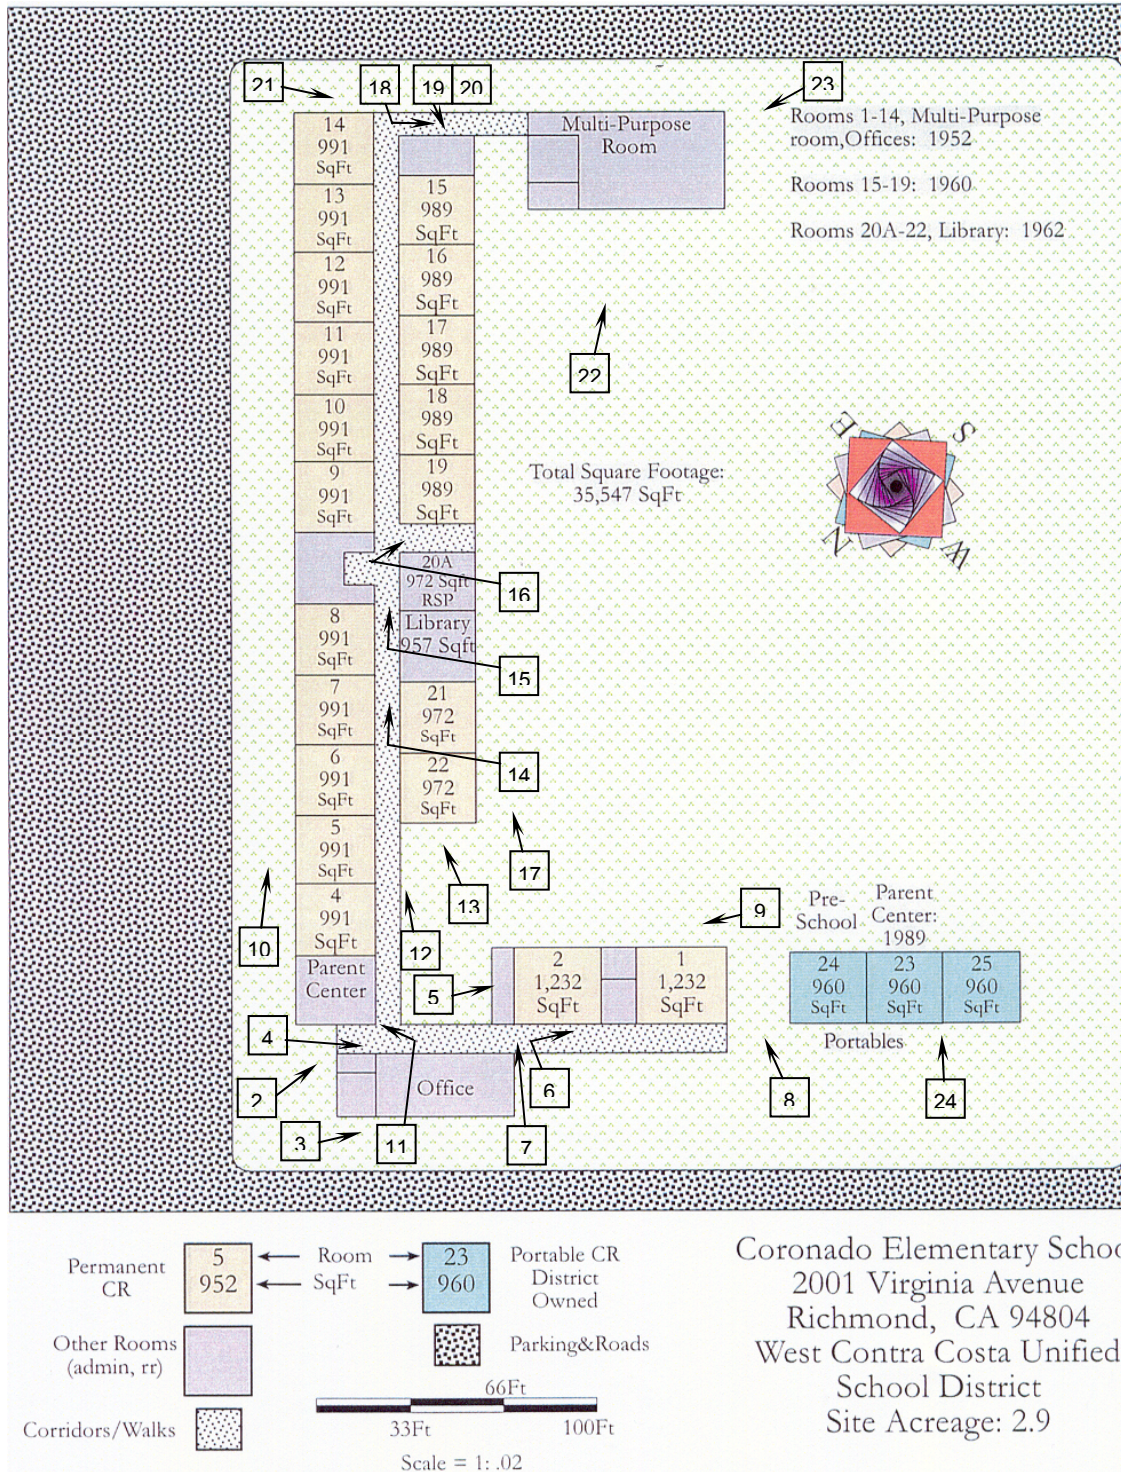 21
18
19
20
23
14
991
SqFt
Multi-Purpose
Room
Rooms 1-14, Multi-Purpose
room,Offices: 1952
Rooms 15-19: 1960
Rooms 20A-22, Library: 1962
13
991
SqFt
15
989
SqFt
12
991
SqFt
16
989
SqFt
11
991
SqFt
17
989
SqFt
22
10
991
SqFt
18
989
SqFt
E
S
N
W
9
991
SqFt
19
989
SqFt
Total Square Footage:
35,547 SqFt
20A
972 Sqft
RSP
16
8
991
SqFt
Library
957 Sqft
15
7
991
SqFt
21
972
SqFt
14
6
991
SqFt
22
972
SqFt
5
991
SqFt
17
13
4
991
SqFt
10
12
9
Pre-
School
Parent
Center:
1989
Parent
Center
5
2
1,232
SqFt
1
1,232
SqFt
24
960
SqFt
23
960
SqFt
25
960
SqFt
Portables
4
2
Office
6
8
24
3
11
7
Permanent
CR
5
952
Room
SqFt
23
960
Portable CR
District
Owned
Other Rooms
(admin, rr)
Parking&Roads
Corridors/Walks
66Ft
33Ft
100Ft
Scale = 1: .02
Coronado Elementary Schoo
2001 Virginia Avenue
Richmond, CA 94804
West Contra Costa Unified
School District
Site Acreage: 2.9